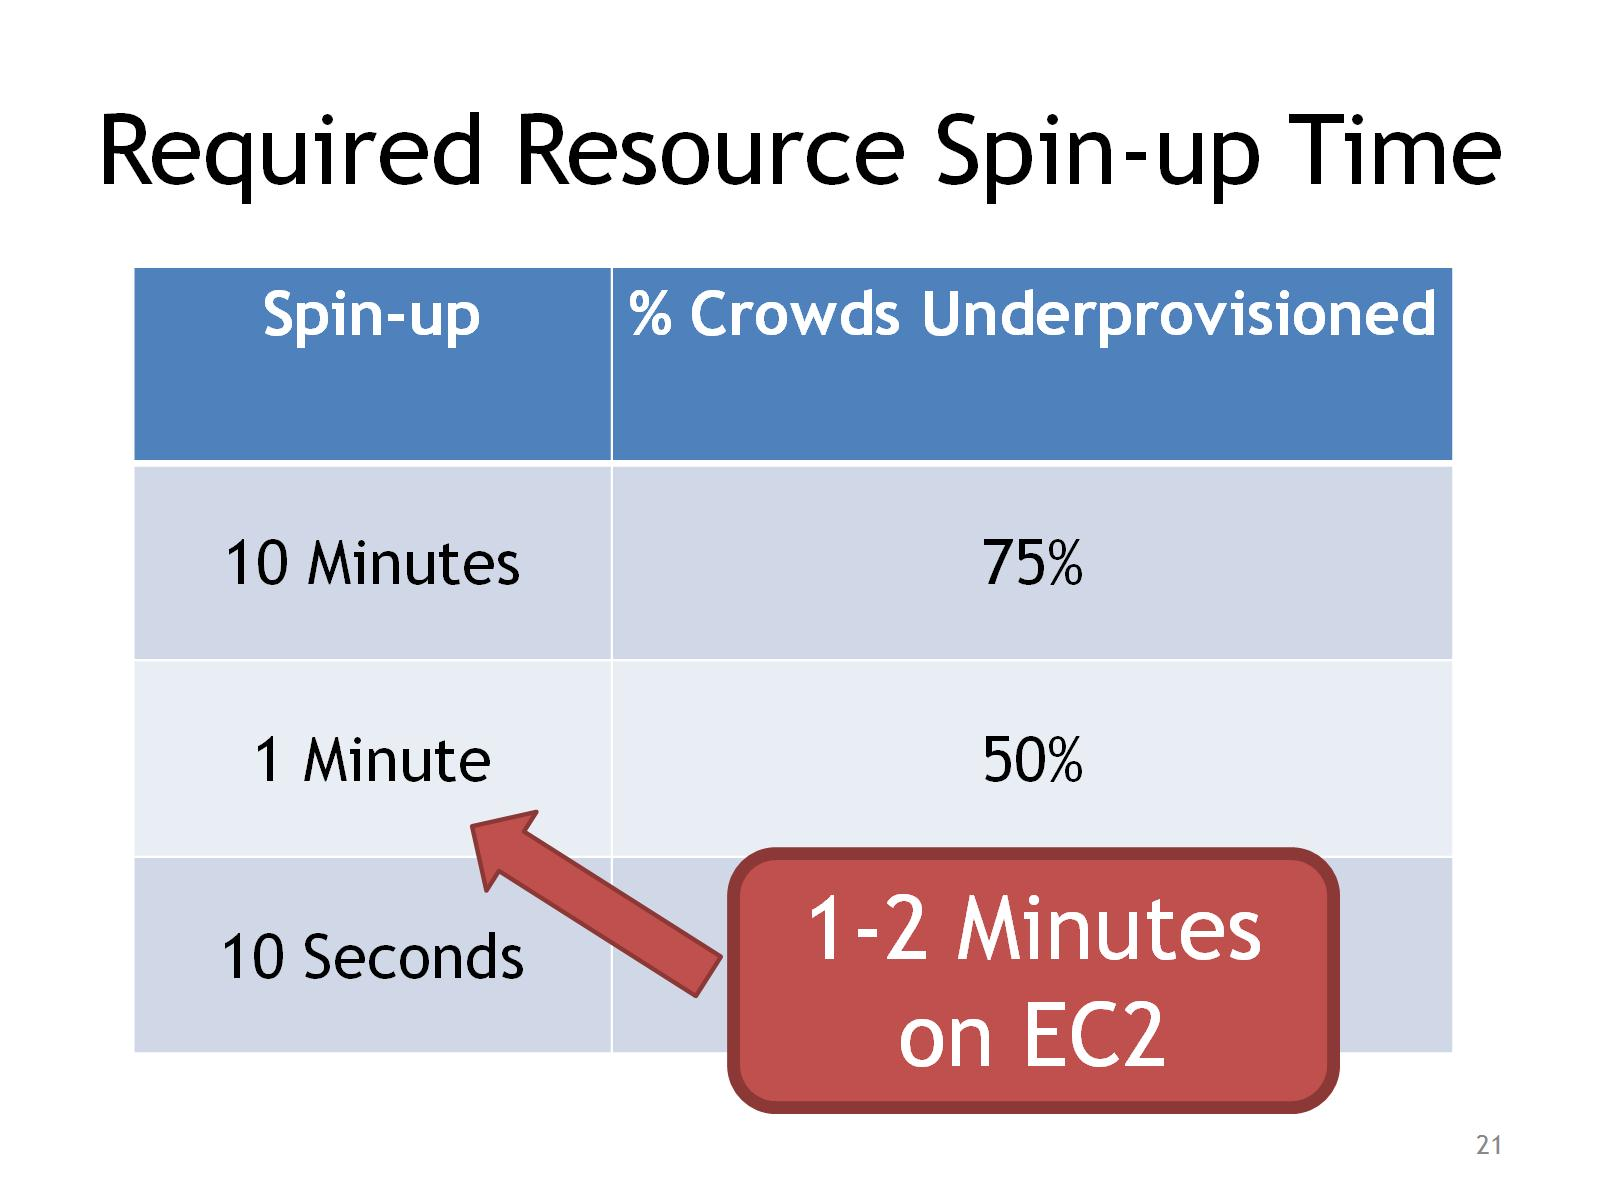 Required Resource Spin-up Time
Spin-up
% Crowds Underprovisioned
10 Minutes
75%
1 Minute
50%
10 Seconds
1-2 Minutes
on EC2
21